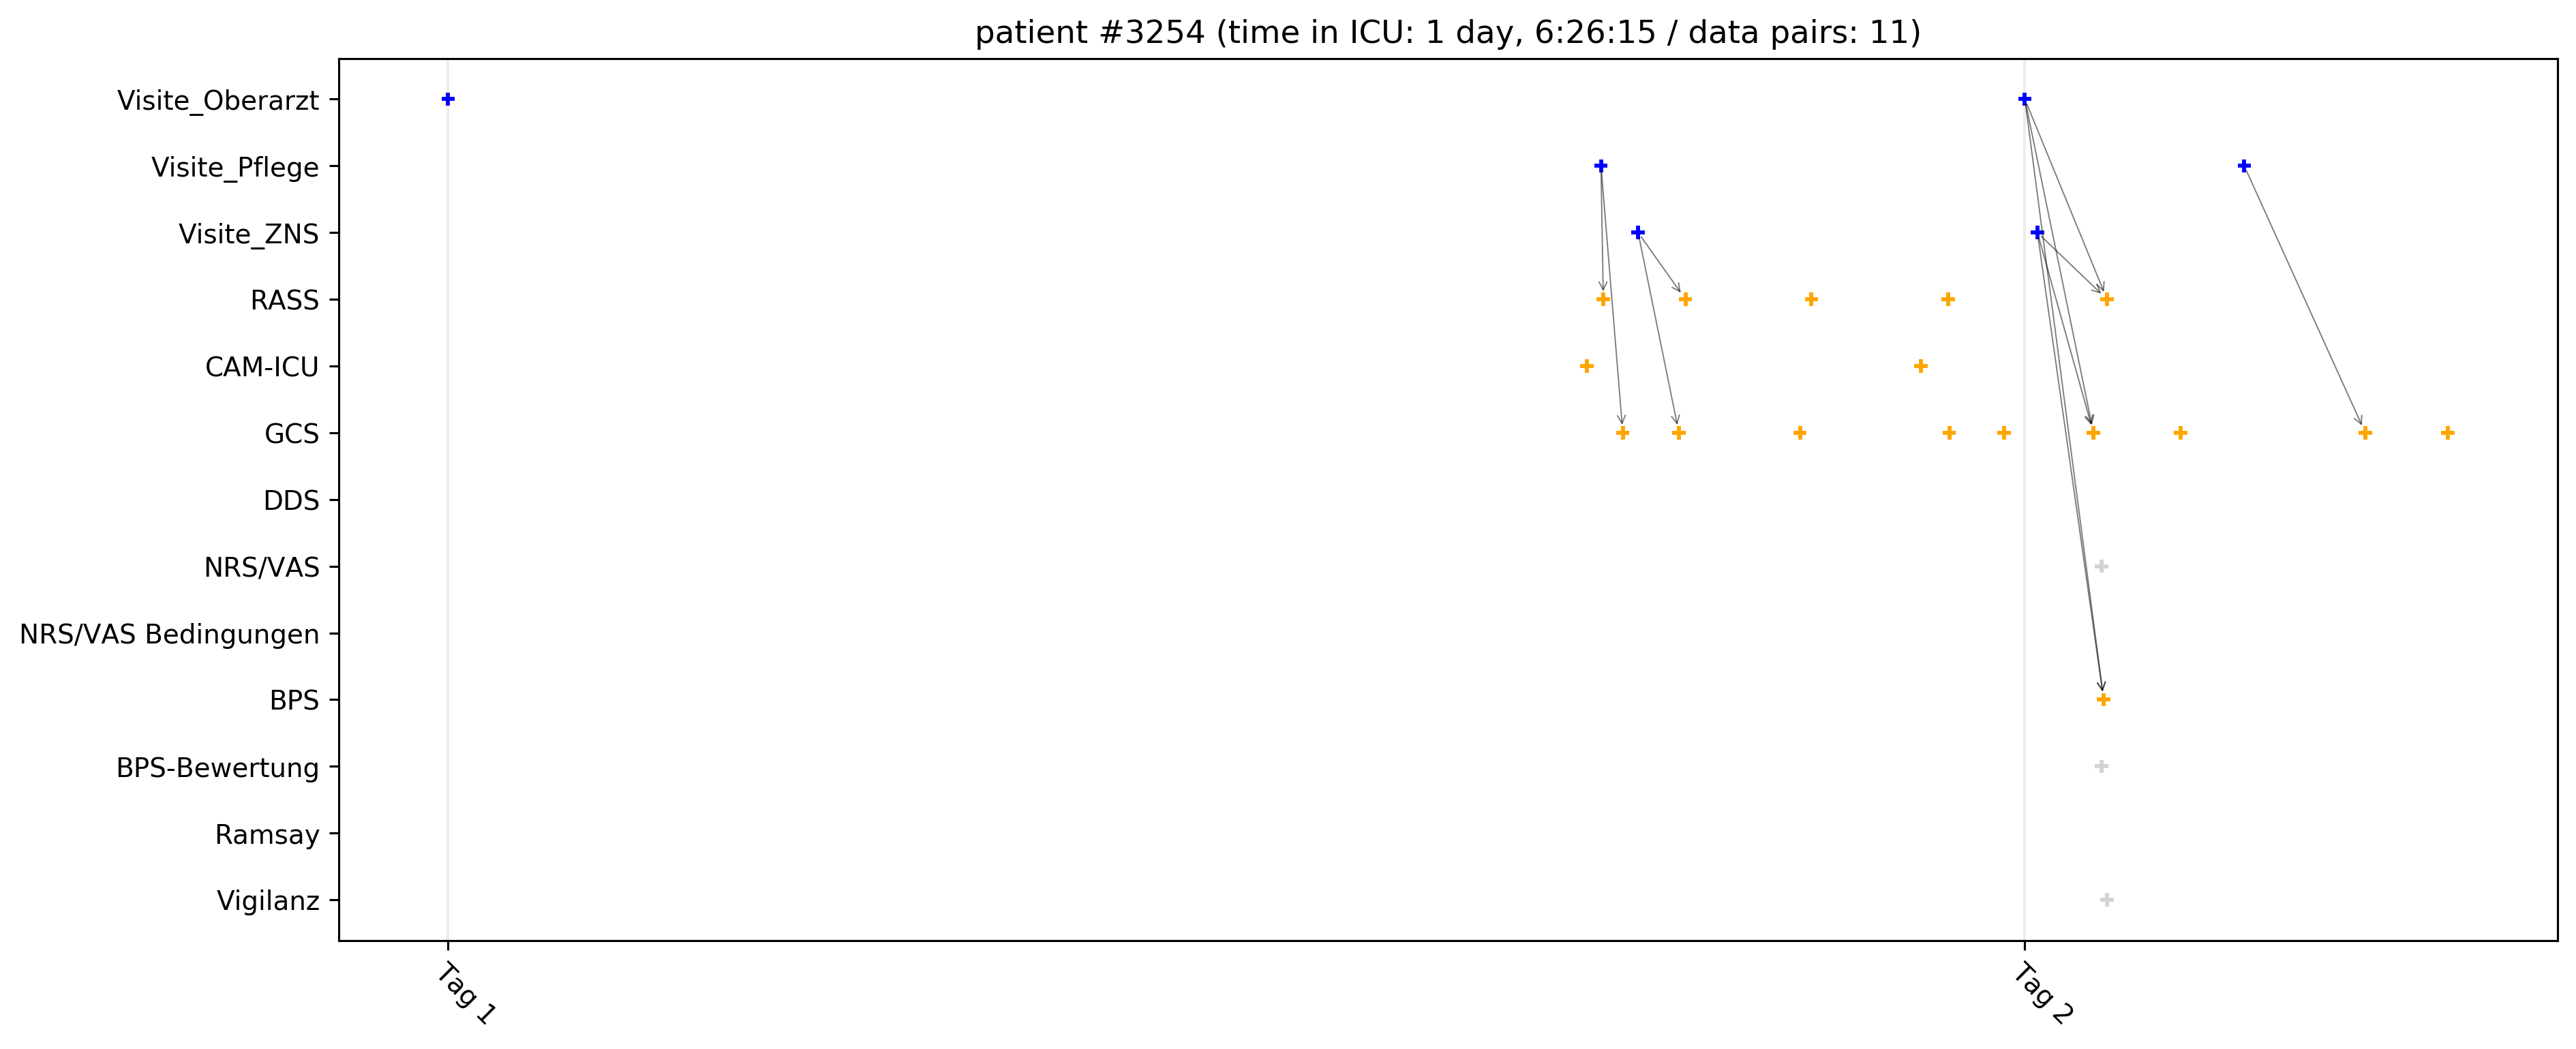 patient #3254 (time in ICU: 1 day, 6:26:15 / data pairs: 11)
Visite_Oberarzt
Visite_Pflege
Visite_ZNS
RASS
CAM-ICU
GCS
DDS
NRS/VAS
NRS/VAS Bedingungen
BPS
BPS-Bewertung
Ramsay
Vigilanz
Tag 1
Tag 2